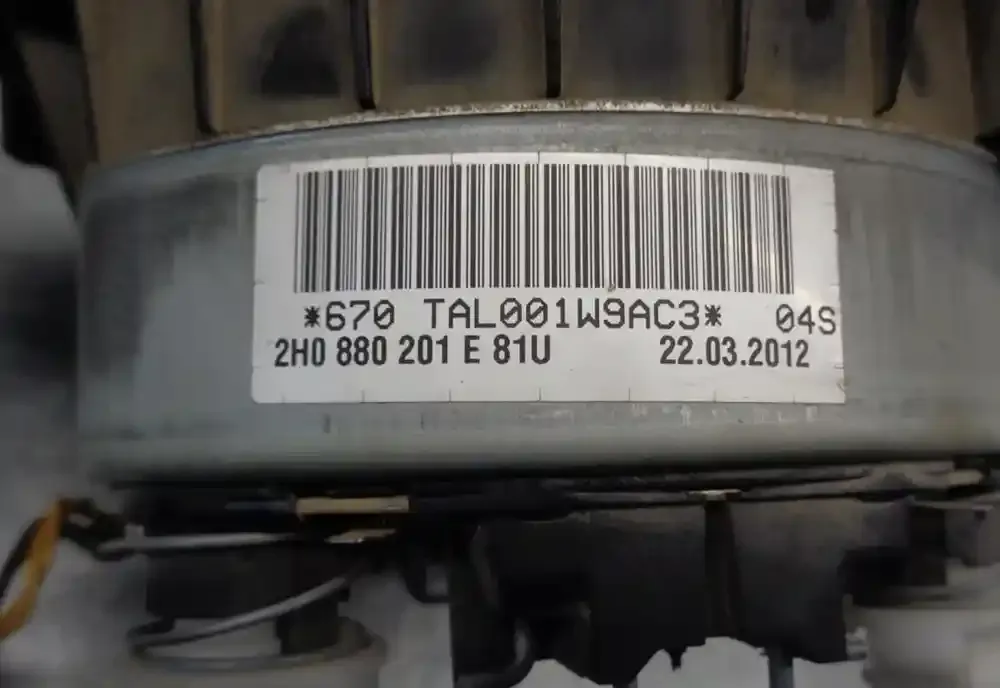 *670 TAL001W9AC3* 04S
2H0 880 201 E 81U 22.03.2012